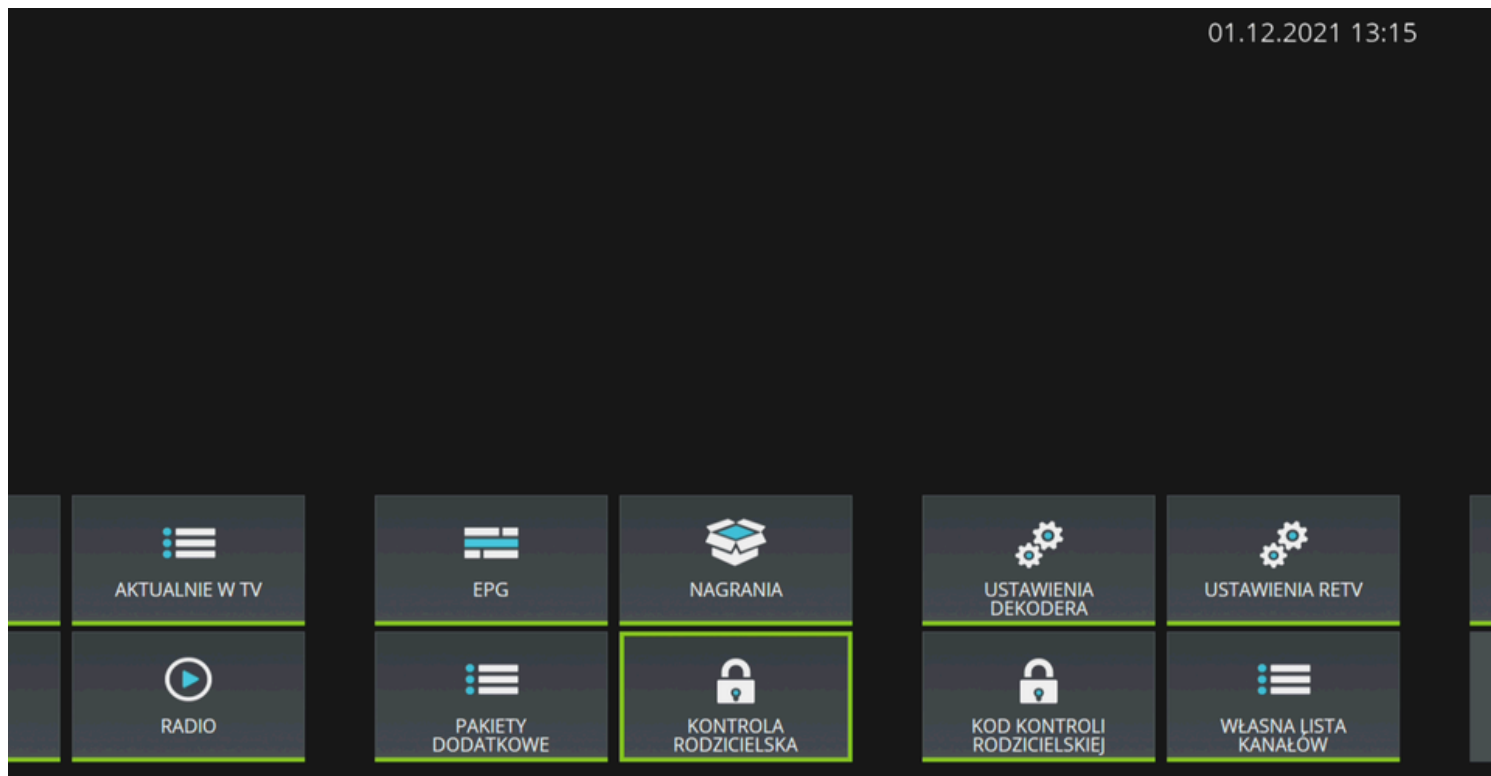 01.12.2021 13:15
AKTUALNIE W TV
EPG
NAGRANIA
USTAWIENIA
DEKODERA
USTAWIENIA RETV
RADIO
PAKIETY
DODATKOWE
KONTROLA
RODZICIELSKA
KOD KONTROLI
RODZICIELSKIEJ
WŁASNA LISTA
KANAŁÓW